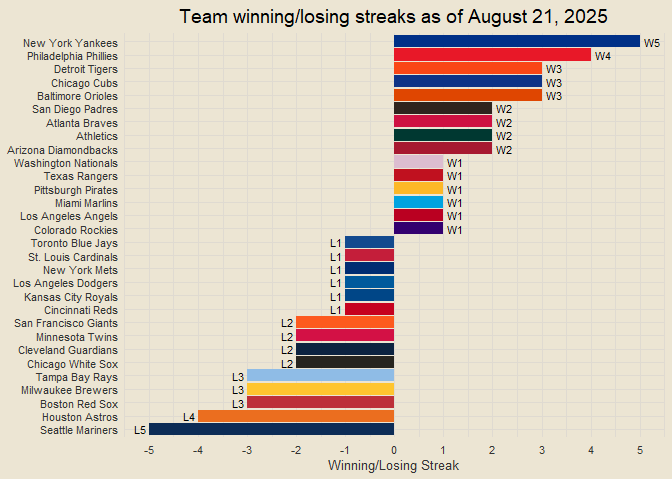 Team winning/losing streaks as of August 21, 2025
New York Yankees W5
Philadelphia Phillies W4
Detroit Tigers W3
Chicago Cubs W3
Baltimore Orioles W3
San Diego Padres W2
Atlanta Braves W2
Athletics W2
Arizona Diamondbacks W2
Washington Nationals W1
Texas Rangers W1
Pittsburgh Pirates W1
Miami Marlins W1
Los Angeles Angels W1
Colorado Rockies W1
Toronto Blue Jays L1
St. Louis Cardinals L1
New York Mets L1
Los Angeles Dodgers L1
Kansas City Royals L1
Cincinnati Reds L1
San Francisco Giants L2
Minnesota Twins L2
Cleveland Guardians L2
Chicago White Sox L2
Tampa Bay Rays L3
Milwaukee Brewers L3
Boston Red Sox L3
Houston Astros L4
Seattle Mariners L5
-5 -4 -3 -2 -1 0 1 2 3 4 5
Winning/Losing Streak